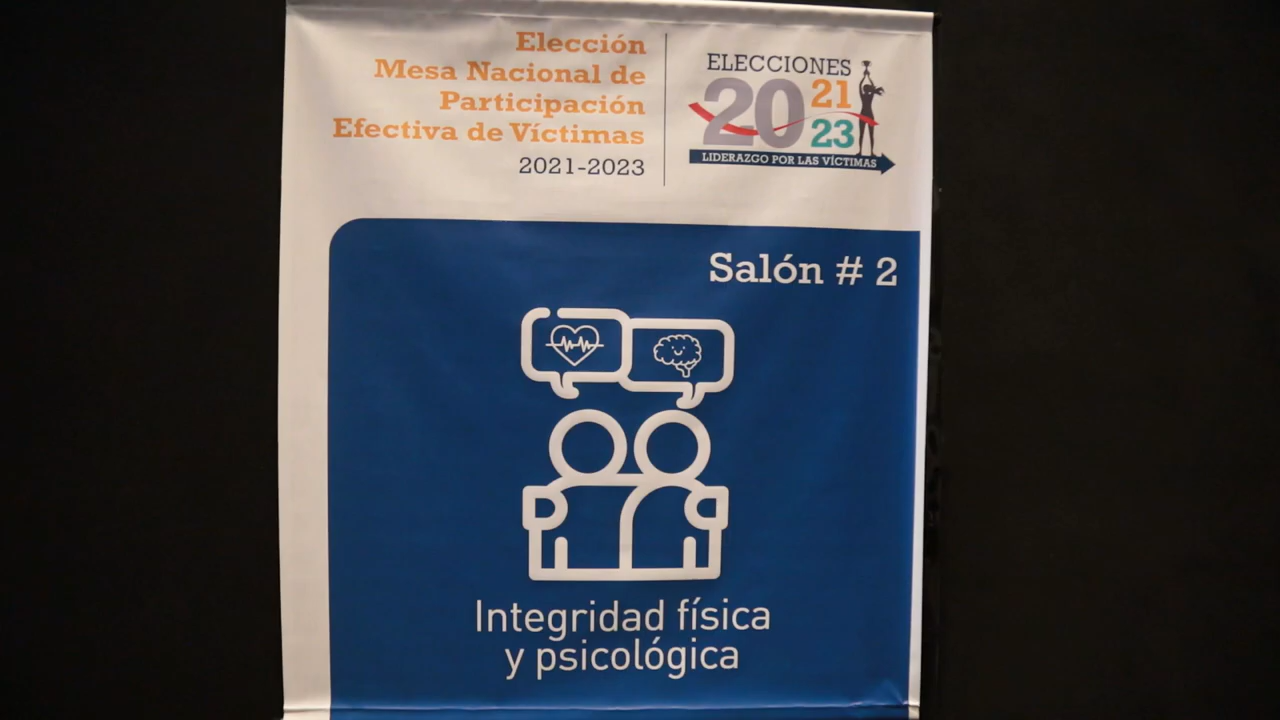 Elección
Mesa Nacional de
Participación
Efectiva de Víctimas
2021-2023
ELECCIONES
20 21
23
LIDERAZGO POR LAS VÍCTIMAS
Salón # 2
Integridad física
y psicológica